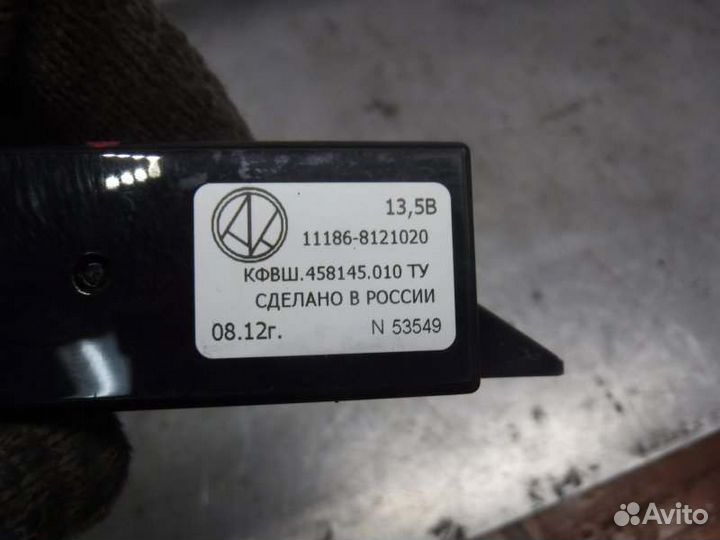 13,5В
11186-8121020
КФВШ.458145.010 ТУ
СДЕЛАНО В РОССИИ
08.12г.
N 53549
Avito